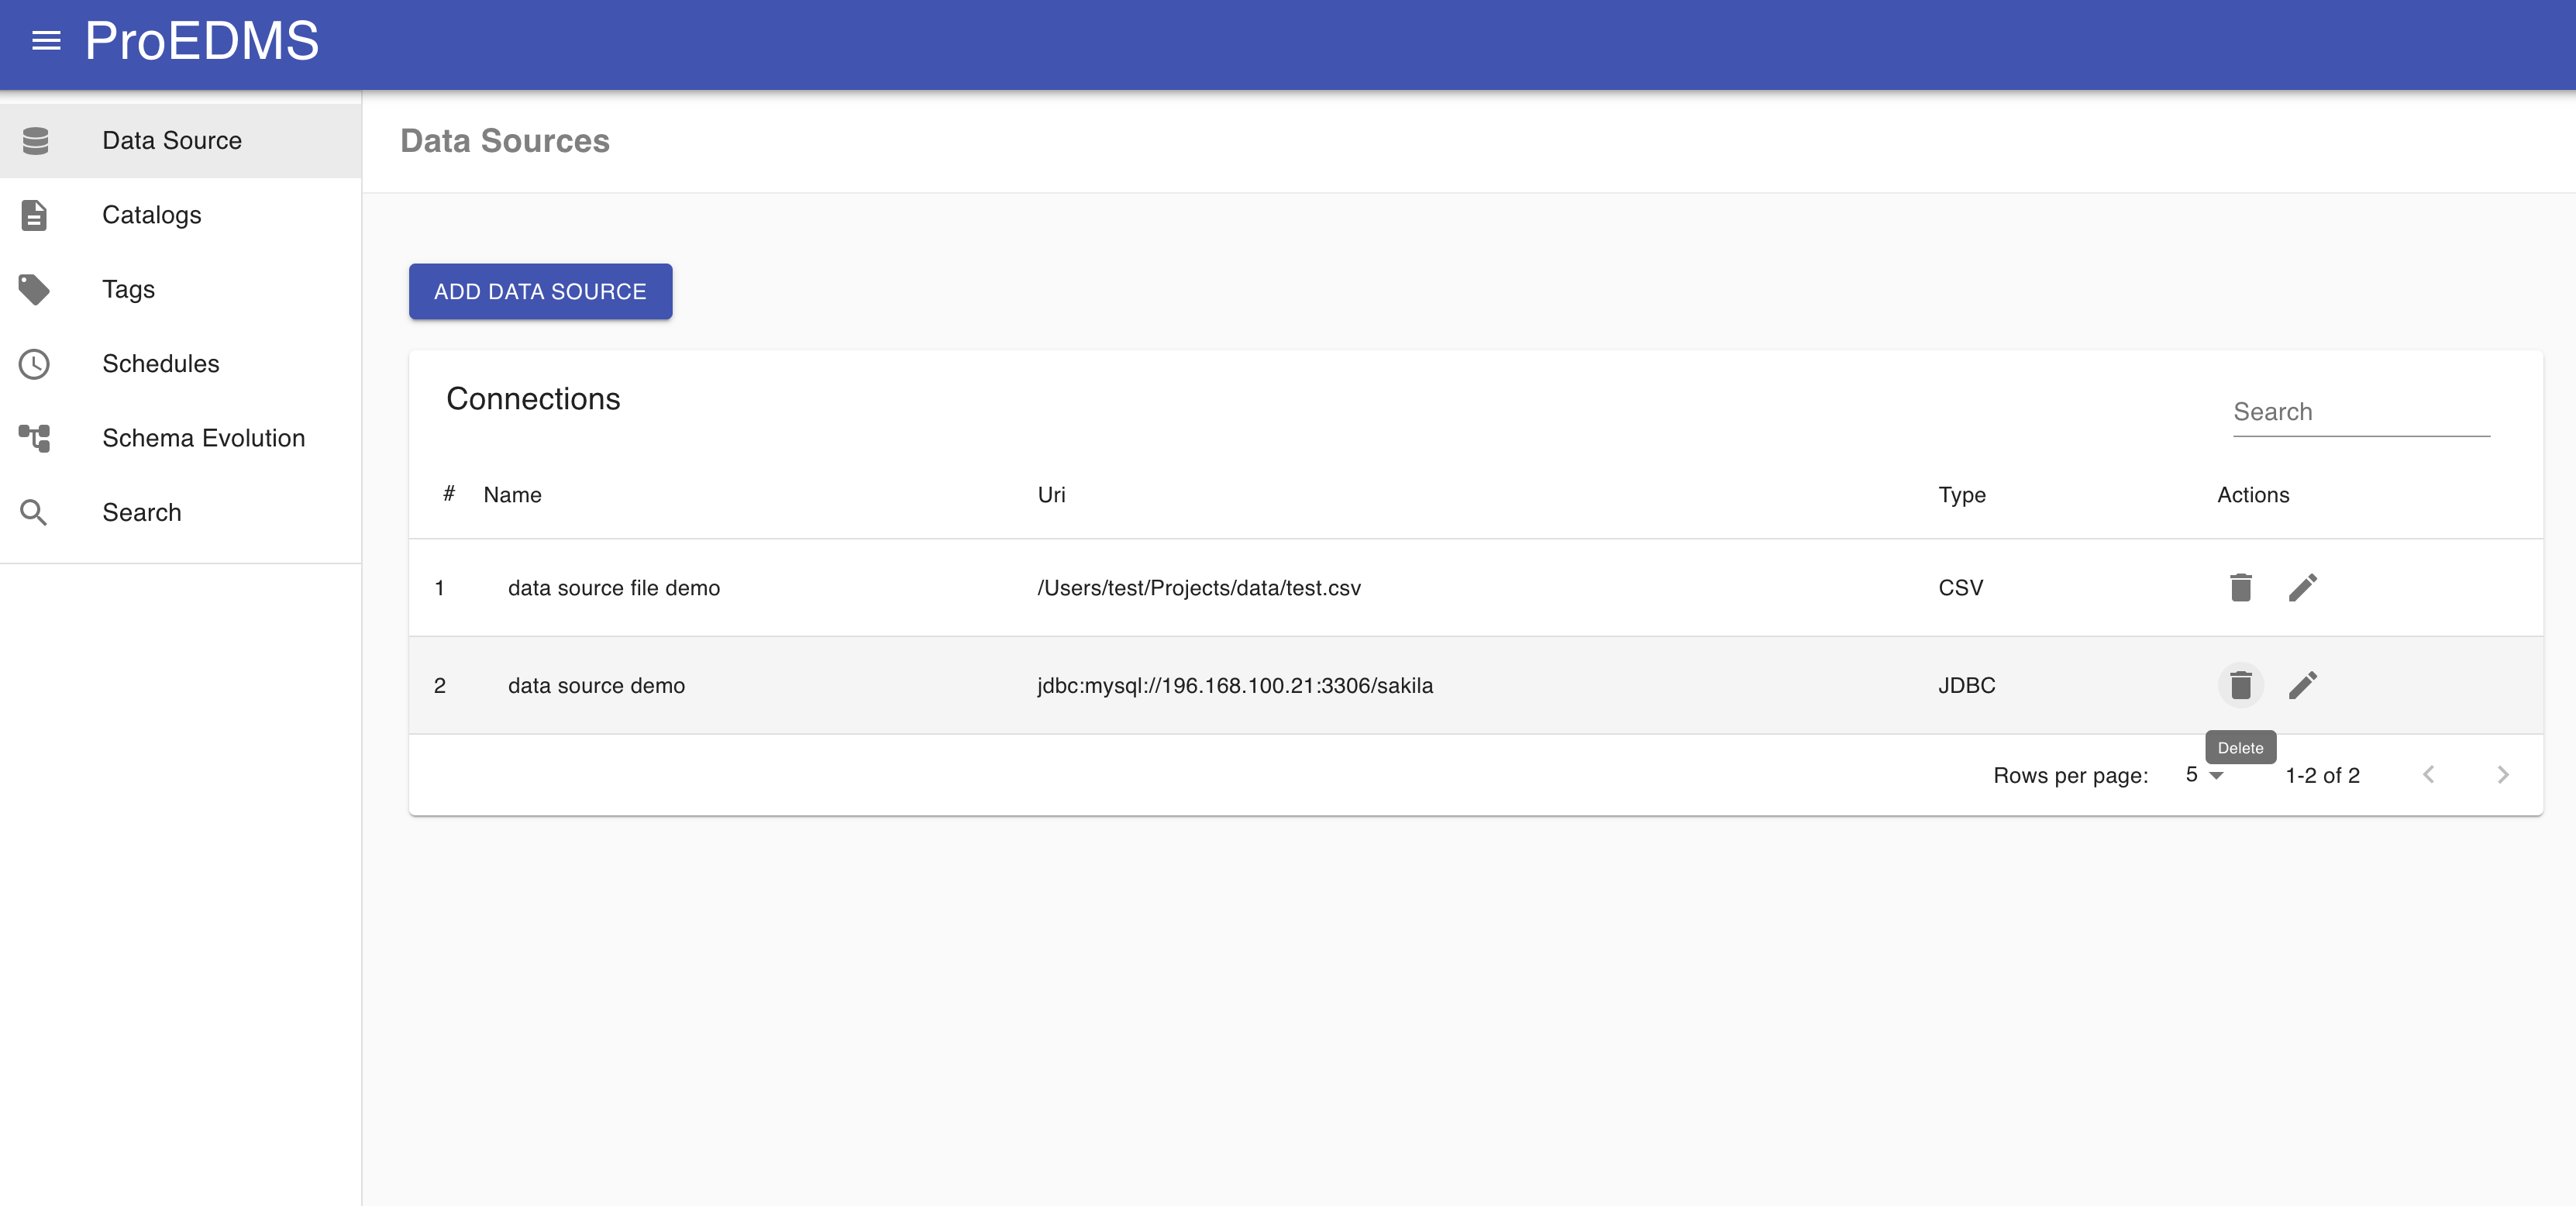 ProEDMS
Data Source
Catalogs
Tags
Schedules
Schema Evolution
Search
Data Sources
ADD DATA SOURCE
Connections
Search
# Name Uri Type Actions
1 data source file demo /Users/test/Projects/data/test.csv CSV
2 data source demo jdbc:mysql://196.168.100.21:3306/sakila JDBC
Delete
Rows per page: 5 1-2 of 2